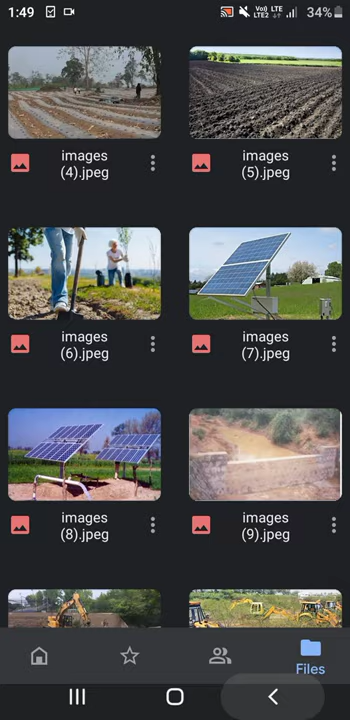 1:49
Vo)) LTE
LTE2
34%
images
(4).jpeg
images
(5).jpeg
images
(6).jpeg
images
(7).jpeg
images
(8).jpeg
images
(9).jpeg
Files